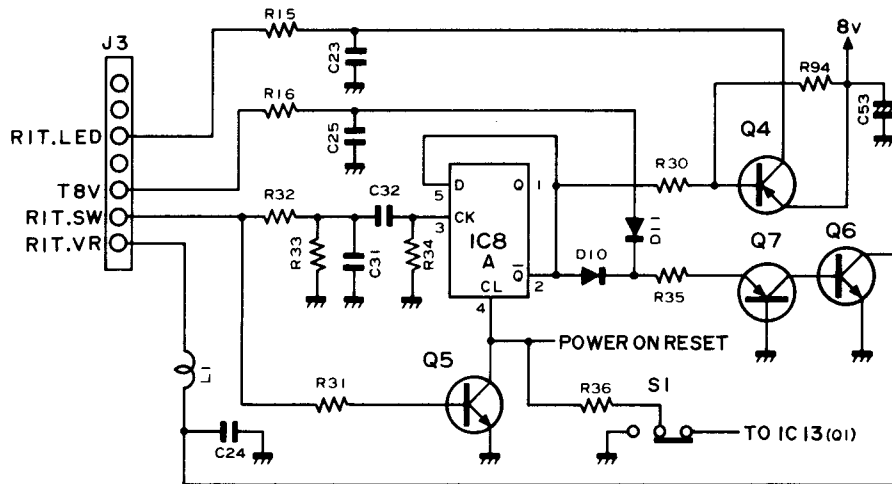 J3
R15
C23
8V
R94
C53
RIT.LED
R16
C25
Q4
T8V
RIT.SW
RIT.VR
R32
C32
R33
C31
R34
5
D
Q
1
CK
3
IC8
A
Q̅
2
CL
4
R30
D11
D10
R35
Q7
Q6
L1
POWER ON RESET
Q5
R31
R36
S1
C24
TO IC13(Q1)